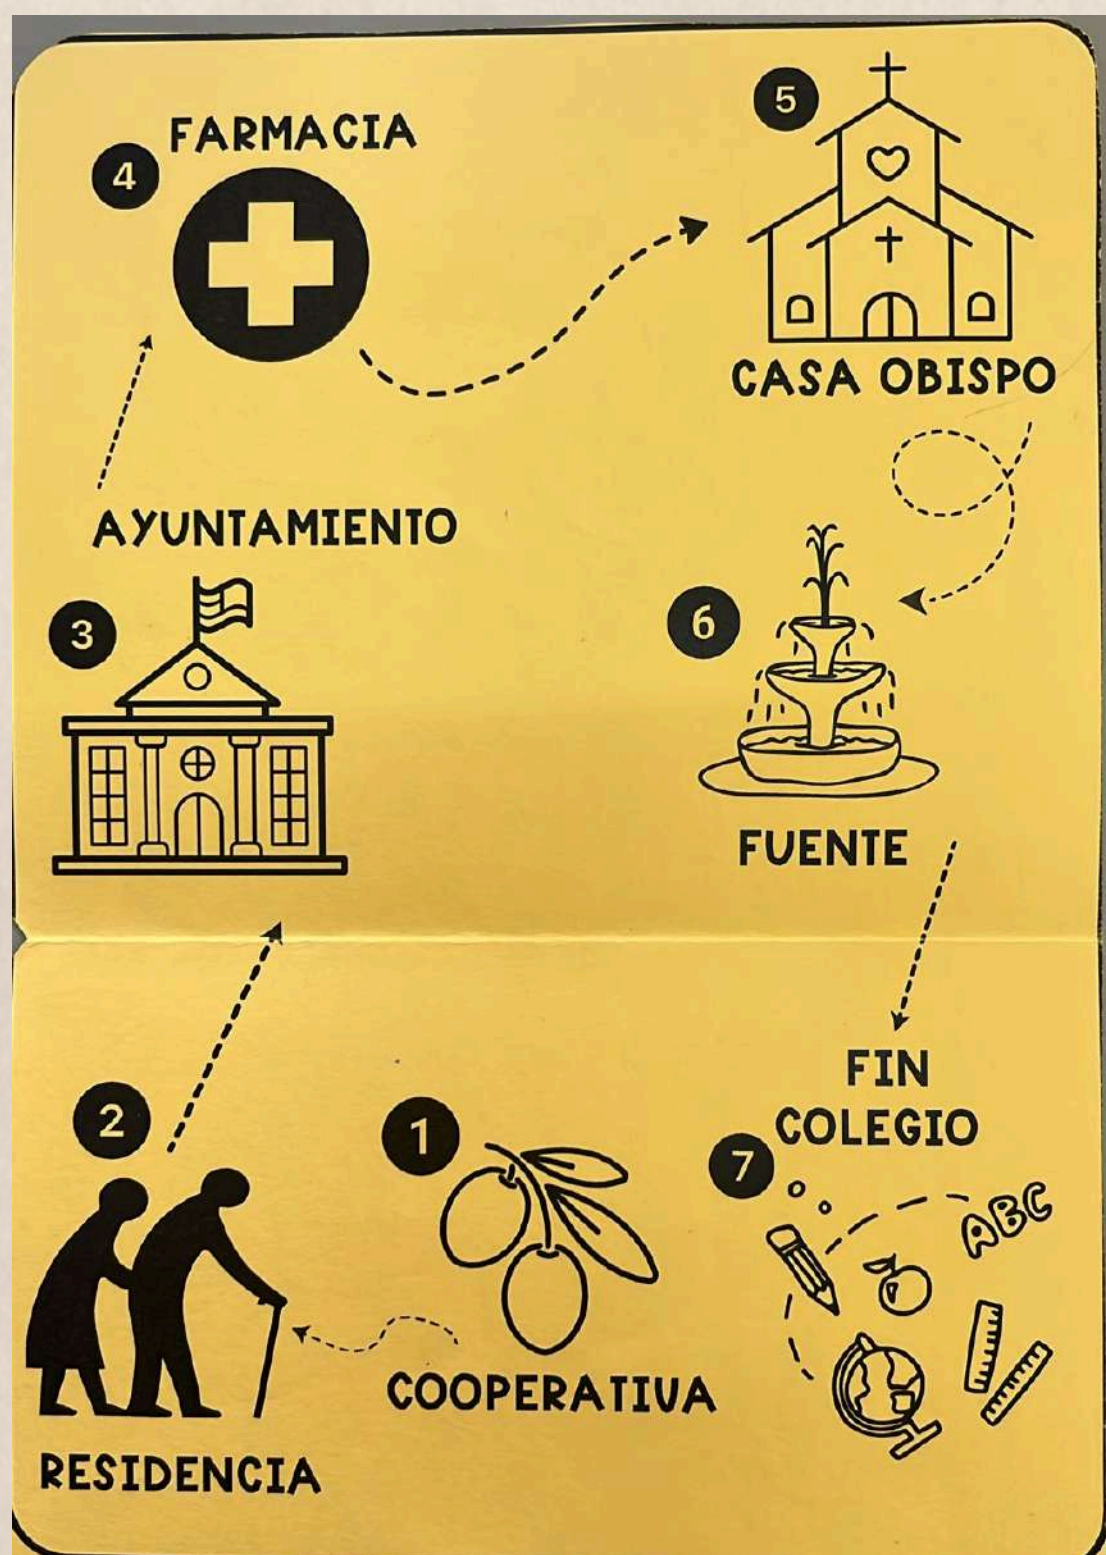 4
FARMACIA
5
CASA OBISPO
AYUNTAMIENTO
3
6
FUENTE
2
RESIDENCIA
1
COOPERATIVA
FIN
COLEGIO
7
ABC